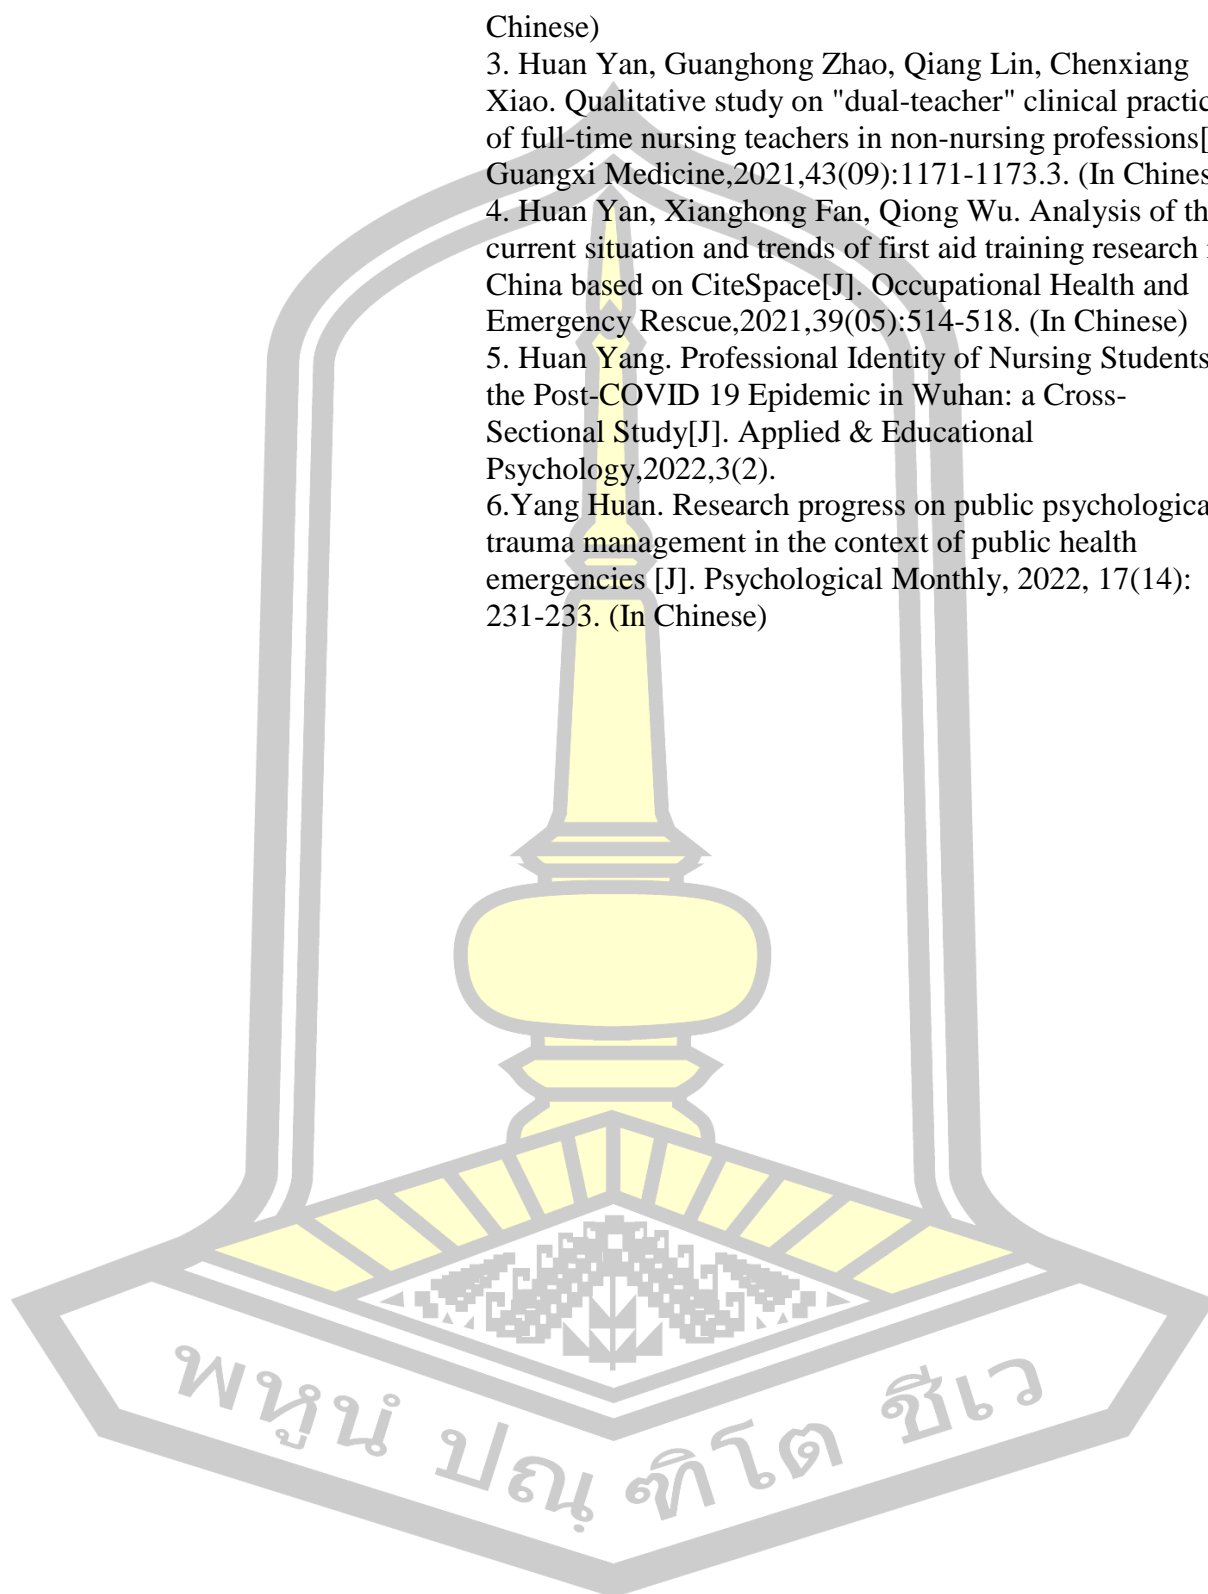 Chinese)
3. Huan Yan, Guanghong Zhao, Qiang Lin, Chenxiang
Xiao. Qualitative study on "dual-teacher" clinical practic
of full-time nursing teachers in non-nursing professions[
Guangxi Medicine,2021,43(09):1171-1173.3. (In Chines
4. Huan Yan, Xianghong Fan, Qiong Wu. Analysis of th
current situation and trends of first aid training research i
China based on CiteSpace[J]. Occupational Health and
Emergency Rescue,2021,39(05):514-518. (In Chinese)
5. Huan Yang. Professional Identity of Nursing Students
the Post-COVID 19 Epidemic in Wuhan: a Cross-
Sectional Study[J]. Applied & Educational
Psychology,2022,3(2).
6.Yang Huan. Research progress on public psychologica
trauma management in the context of public health
emergencies [J]. Psychological Monthly, 2022, 17(14):
231-233. (In Chinese)
พหูนํ ปณฺฑิโต ชีเว